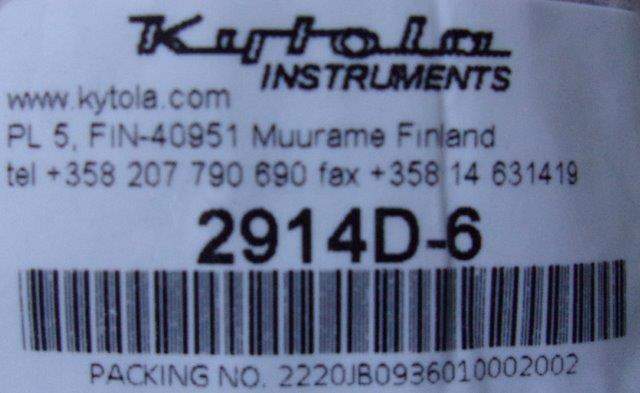 Kytola
INSTRUMENTS
www.kytola.com
PL 5, FIN-40951 Muurame Finland
tel +358 207 790 690 fax +358 14 631419
2914D-6
PACKING NO. 2220JB0936010002002